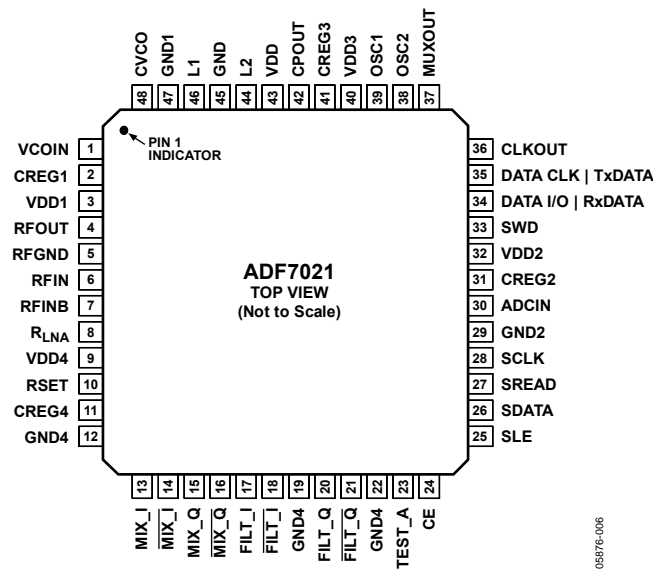 CVCO
GND1
L1
GND
L2
VDD
CPOUT
CREG3
VDD3
OSC1
OSC2
MUXOUT
48
47
46
45
44
43
42
41
40
39
38
37
PIN 1
INDICATOR
VCOIN 1
CREG1 2
VDD1 3
RFOUT 4
RFGND 5
RFIN 6
RFINB 7
R_LNA 8
VDD4 9
RSET 10
CREG4 11
GND4 12
ADF7021
TOP VIEW
(Not to Scale)
36 CLKOUT
35 DATA CLK | TxDATA
34 DATA I/O | RxDATA
33 SWD
32 VDD2
31 CREG2
30 ADCIN
29 GND2
28 SCLK
27 SREAD
26 SDATA
25 SLE
13
14
15
16
17
18
19
20
21
22
23
24
MIX_I
M̅I̅X̅_̅I̅
MIX_Q
M̅I̅X̅_̅Q̅
FILT_I
F̅I̅L̅T̅_̅I̅
GND4
FILT_Q
F̅I̅L̅T̅_̅Q̅
GND4
TEST_A
CE
05876-006